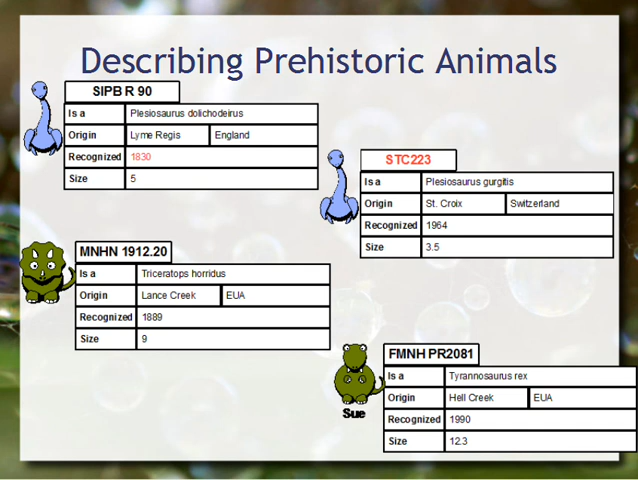 Describing Prehistoric Animals
SIPB R 90
Is a Plesiosaurus dolichodeirus
Origin Lyme Regis England
Recognized 1830
Size 5
STC223
Is a Plesiosaurus gurgitis
Origin St. Croix Switzerland
Recognized 1964
Size 3.5
MNHN 1912.20
Is a Triceratops horridus
Origin Lance Creek EUA
Recognized 1889
Size 9
FMNH PR2081
Is a Tyrannosaurus rex
Origin Hell Creek EUA
Recognized 1990
Size 12.3
Sue